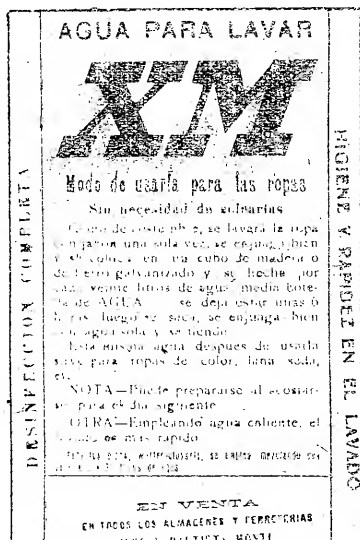 AGUA PARA LAVAR
XM
Modo de usarla para las ropas
Sin necesidad de
se lavará la ropa
con jabon una sola vez, se enjuaga bien
y se coloca en un cubo de madera o
de fierro galvanizado y se hecha por
cada veinte litros de agua media bote-
lla de AGUA se deja estar unas 6
horas luego se saca, se enjuaga bien
con agua sola y se tiende
Esta misma agua despues de usarla
sirve para ropas de color, lana seda,
etc.
NOTA—Puede prepararse al acostar-
se para el dia siguiente
OTRA—Empleando agua caliente, el
lavado es más rapido
EN VENTA
EN TODOS LOS ALMACENES Y FERRETERIAS
DESINFECCION COMPLETA
HIGIENE Y RAPIDEZ EN EL LAVADO